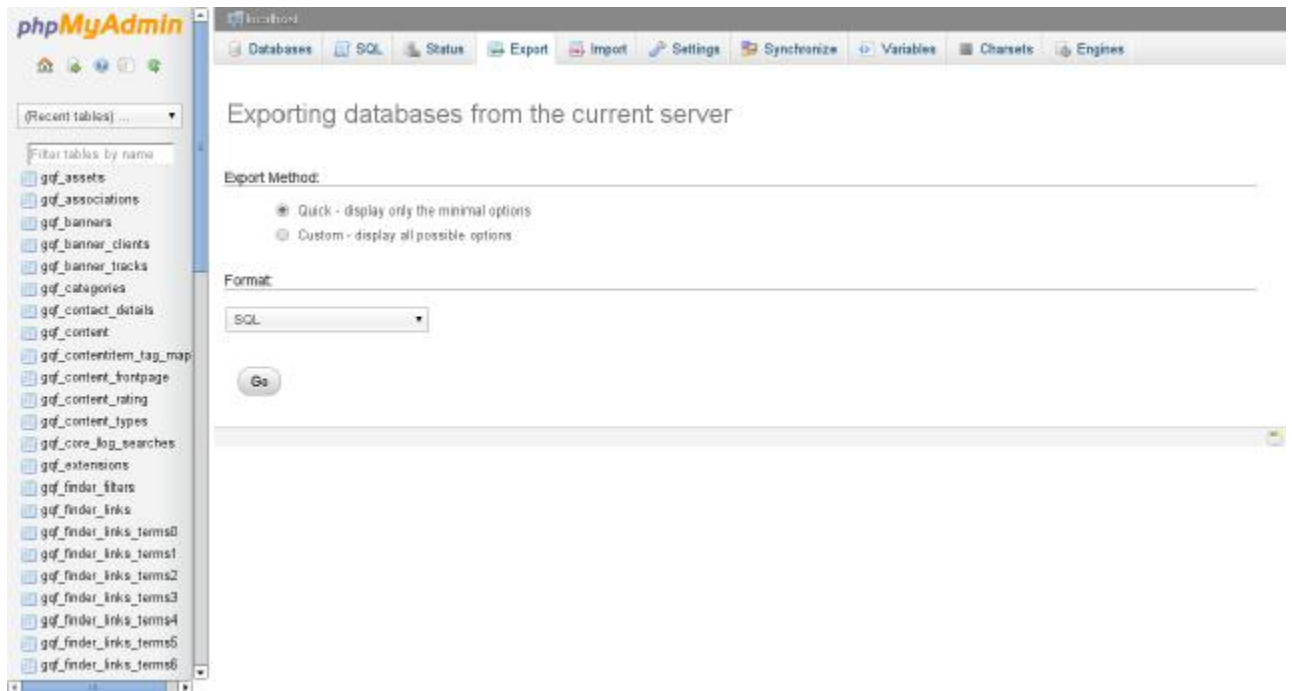 phpMyAdmin
localhost
Databases SQL Status Export Import Settings Synchronize Variables Charsets Engines
(Recent tables) ...
Filter tables by name
gqf_assets
gqf_associations
gqf_banners
gqf_banner_clients
gqf_banner_tracks
gqf_categories
gqf_contact_details
gqf_content
gqf_contentitem_tag_map
gqf_content_frontpage
gqf_content_rating
gqf_content_types
gqf_core_log_searches
gqf_extensions
gqf_finder_filters
gqf_finder_links
gqf_finder_links_terms0
gqf_finder_links_terms1
gqf_finder_links_terms2
gqf_finder_links_terms3
gqf_finder_links_terms4
gqf_finder_links_terms5
gqf_finder_links_terms6
Exporting databases from the current server
Export Method:
Quick - display only the minimal options
Custom - display all possible options
Format:
SQL
Go